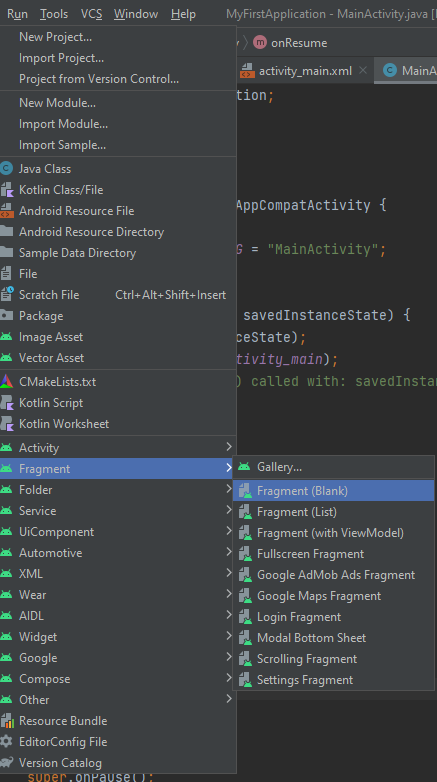 Run Tools VCS Window Help MyFirstApplication - MainActivity.java [
New Project...
Import Project...
onResume
Project from Version Control...
activity_main.xml
MainA
New Module...
tion;
Import Module...
Import Sample...
Java Class
Kotlin Class/File
Android Resource File
AppCompatActivity {
Android Resource Directory
Sample Data Directory
G = "MainActivity";
File
Scratch File Ctrl+Alt+Shift+Insert
Package
savedInstanceState) {
Image Asset
ceState);
Vector Asset
tivity_main);
CMakeLists.txt
) called with: savedInstan
Kotlin Script
Kotlin Worksheet
Activity
Fragment
Folder
Service
UiComponent
Automotive
XML
Wear
AIDL
Widget
Google
Compose
Other
Resource Bundle
EditorConfig File
Version Catalog
Gallery...
Fragment (Blank)
Fragment (List)
Fragment (with ViewModel)
Fullscreen Fragment
Google AdMob Ads Fragment
Google Maps Fragment
Login Fragment
Modal Bottom Sheet
Scrolling Fragment
Settings Fragment
super.onPause();